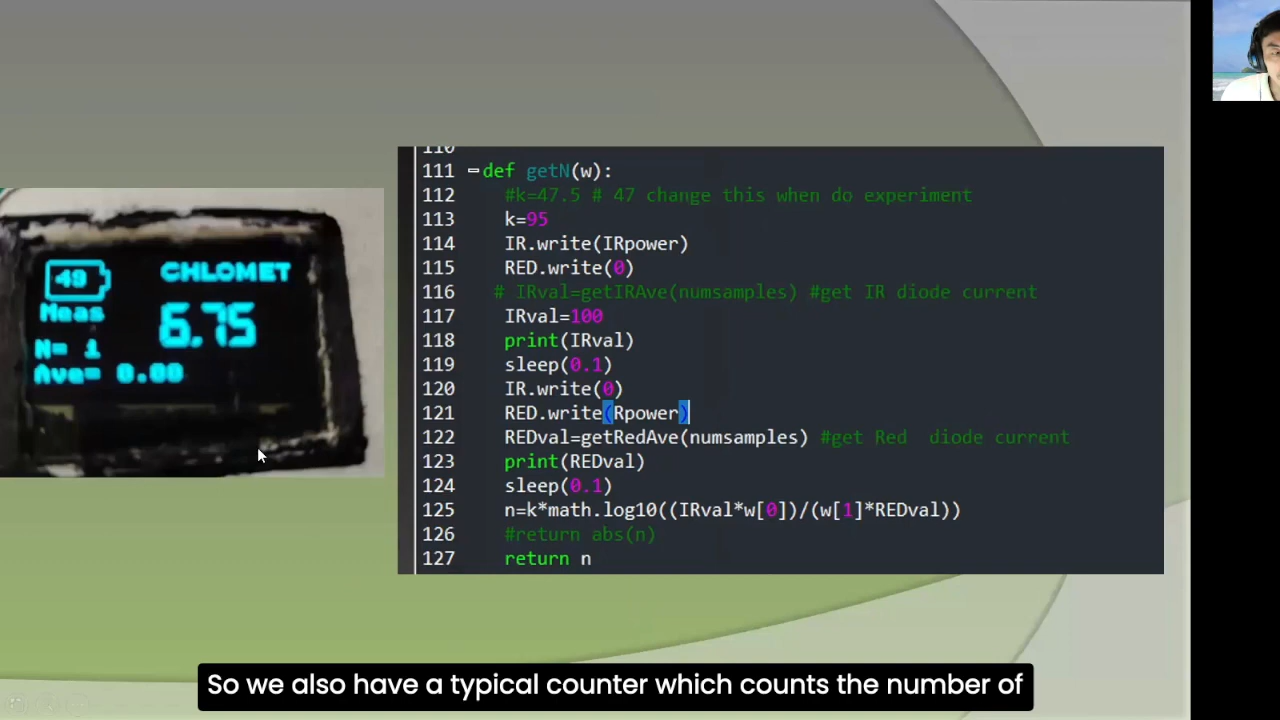 49
CHLOMET
Meas
6.75
N= 1
Ave= 0.00
110
111 def getN(w):
112 #k=47.5 # 47 change this when do experiment
113 k=95
114 IR.write(IRpower)
115 RED.write(0)
116 # IRval=getIRAve(numsamples) #get IR diode current
117 IRval=100
118 print(IRval)
119 sleep(0.1)
120 IR.write(0)
121 RED.write(Rpower)
122 REDval=getRedAve(numsamples) #get Red  diode current
123 print(REDval)
124 sleep(0.1)
125 n=k*math.log10((IRval*w[0])/(w[1]*REDval))
126 #return abs(n)
127 return n
So we also have a typical counter which counts the number of